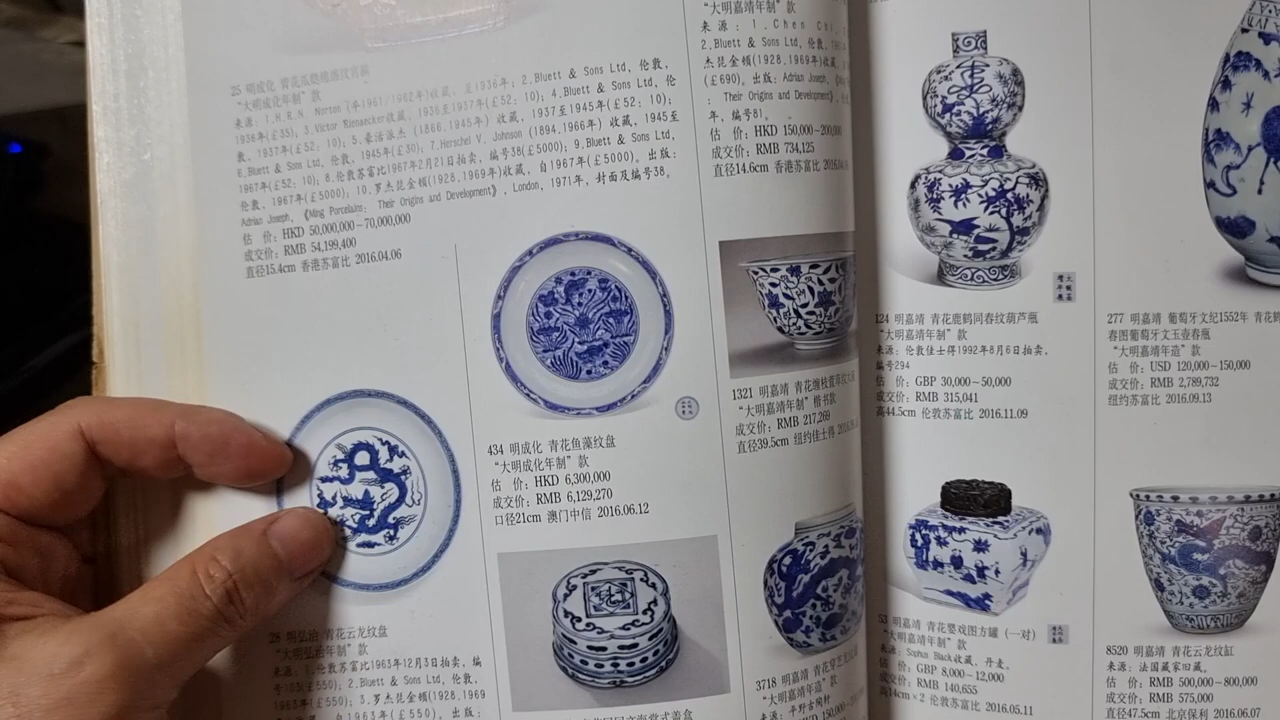 25 明成化 青花
“大明成化年制”款
来源：1.H.R.N. Norton（卒1961/1962年）收藏，至1936年；2.Bluett & Sons Ltd，伦敦，
1936年（£35）；3.Victor Rienaecker收藏，1936至1937年（£52；10）；4.Bluett & Sons Ltd，伦
敦，1937年（£52；10）；5.（1866.1945年）收藏，1937至1945年（£52；10）；
6.Bluett & Sons Ltd，伦敦，1945年（£30）；7.Herschel V. Johnson（1894.1966年）收藏，1945至
1967年（£52；10）；8.伦敦苏富比1967年2月21日拍卖，编号38（£5000）；9.Bluett & Sons Ltd，
伦敦，1967年（£5000）；10.罗杰琵金顿（1928.1969年）收藏，自1967年（£5000）。出版：
Adrian Joseph，《Ming Porcelains： Their Origins and Development》，London，1971年，封面及编号38。
估 价：HKD 50,000,000~70,000,000
成交价：RMB 54,199,400
直径15.4cm 香港苏富比 2016.04.06
28 明弘治 青花云龙纹盘
“大明弘治年制”款
来源：1.伦敦苏富比1963年12月3日拍卖，编
号103（£550）；2.Bluett & Sons Ltd，伦敦，
1963年（£550）；3.罗杰琵金顿（1928.1969
年）收藏，自1963年（£550）。出版：
434 明成化 青花鱼藻纹盘
“大明成化年制”款
估 价：HKD 6,300,000
成交价：RMB 6,129,270
口径21cm 澳门中信 2016.06.12
“大明嘉靖年制”款
来源：1.Chen
2.Bluett & Sons Ltd，伦敦，
杰琵金顿（1928.1969年）收藏，
（£690）。出版：Adrian Joseph，
：Their Origins and Development》，
年，编号81。
估 价：HKD 150,000~200,000
成交价：RMB 734,125
直径14.6cm 香港苏富比 2016.04
1321 明嘉靖 青花缠枝
“大明嘉靖年制”楷书款
成交价：RMB 217,269
直径39.5cm 纽约佳士得 2016
3718 明嘉靖 青花
“大明嘉靖年造”款
来源：平野古陶轩
HKD 150,000~
124 明嘉靖 青花鹿鹤同春纹葫芦瓶
“大明嘉靖年制”款
来源：伦敦佳士得1992年8月6日拍卖，
编号294
估 价：GBP 30,000~50,000
成交价：RMB 315,041
高44.5cm 伦敦苏富比 2016.11.09
53 明嘉靖 青花婴戏图方罐（一对）
“大明嘉靖年制”款
来源：Sophus Black收藏，丹麦。
估 价：GBP 8,000~12,000
成交价：RMB 140,655
高14cm×2 伦敦苏富比 2016.05.11
277 明嘉靖 葡萄牙文纪1552年 青花鹤
春图葡萄牙文玉壶春瓶
“大明嘉靖年造”款
估 价：USD 120,000~150,000
成交价：RMB 2,789,732
纽约苏富比 2016.09.13
8520 明嘉靖 青花云龙纹缸
来源：法国藏家旧藏。
估 价：RMB 500,000~800,000
成交价：RMB 575,000
直径47.5cm 北京保利 2016.06.07